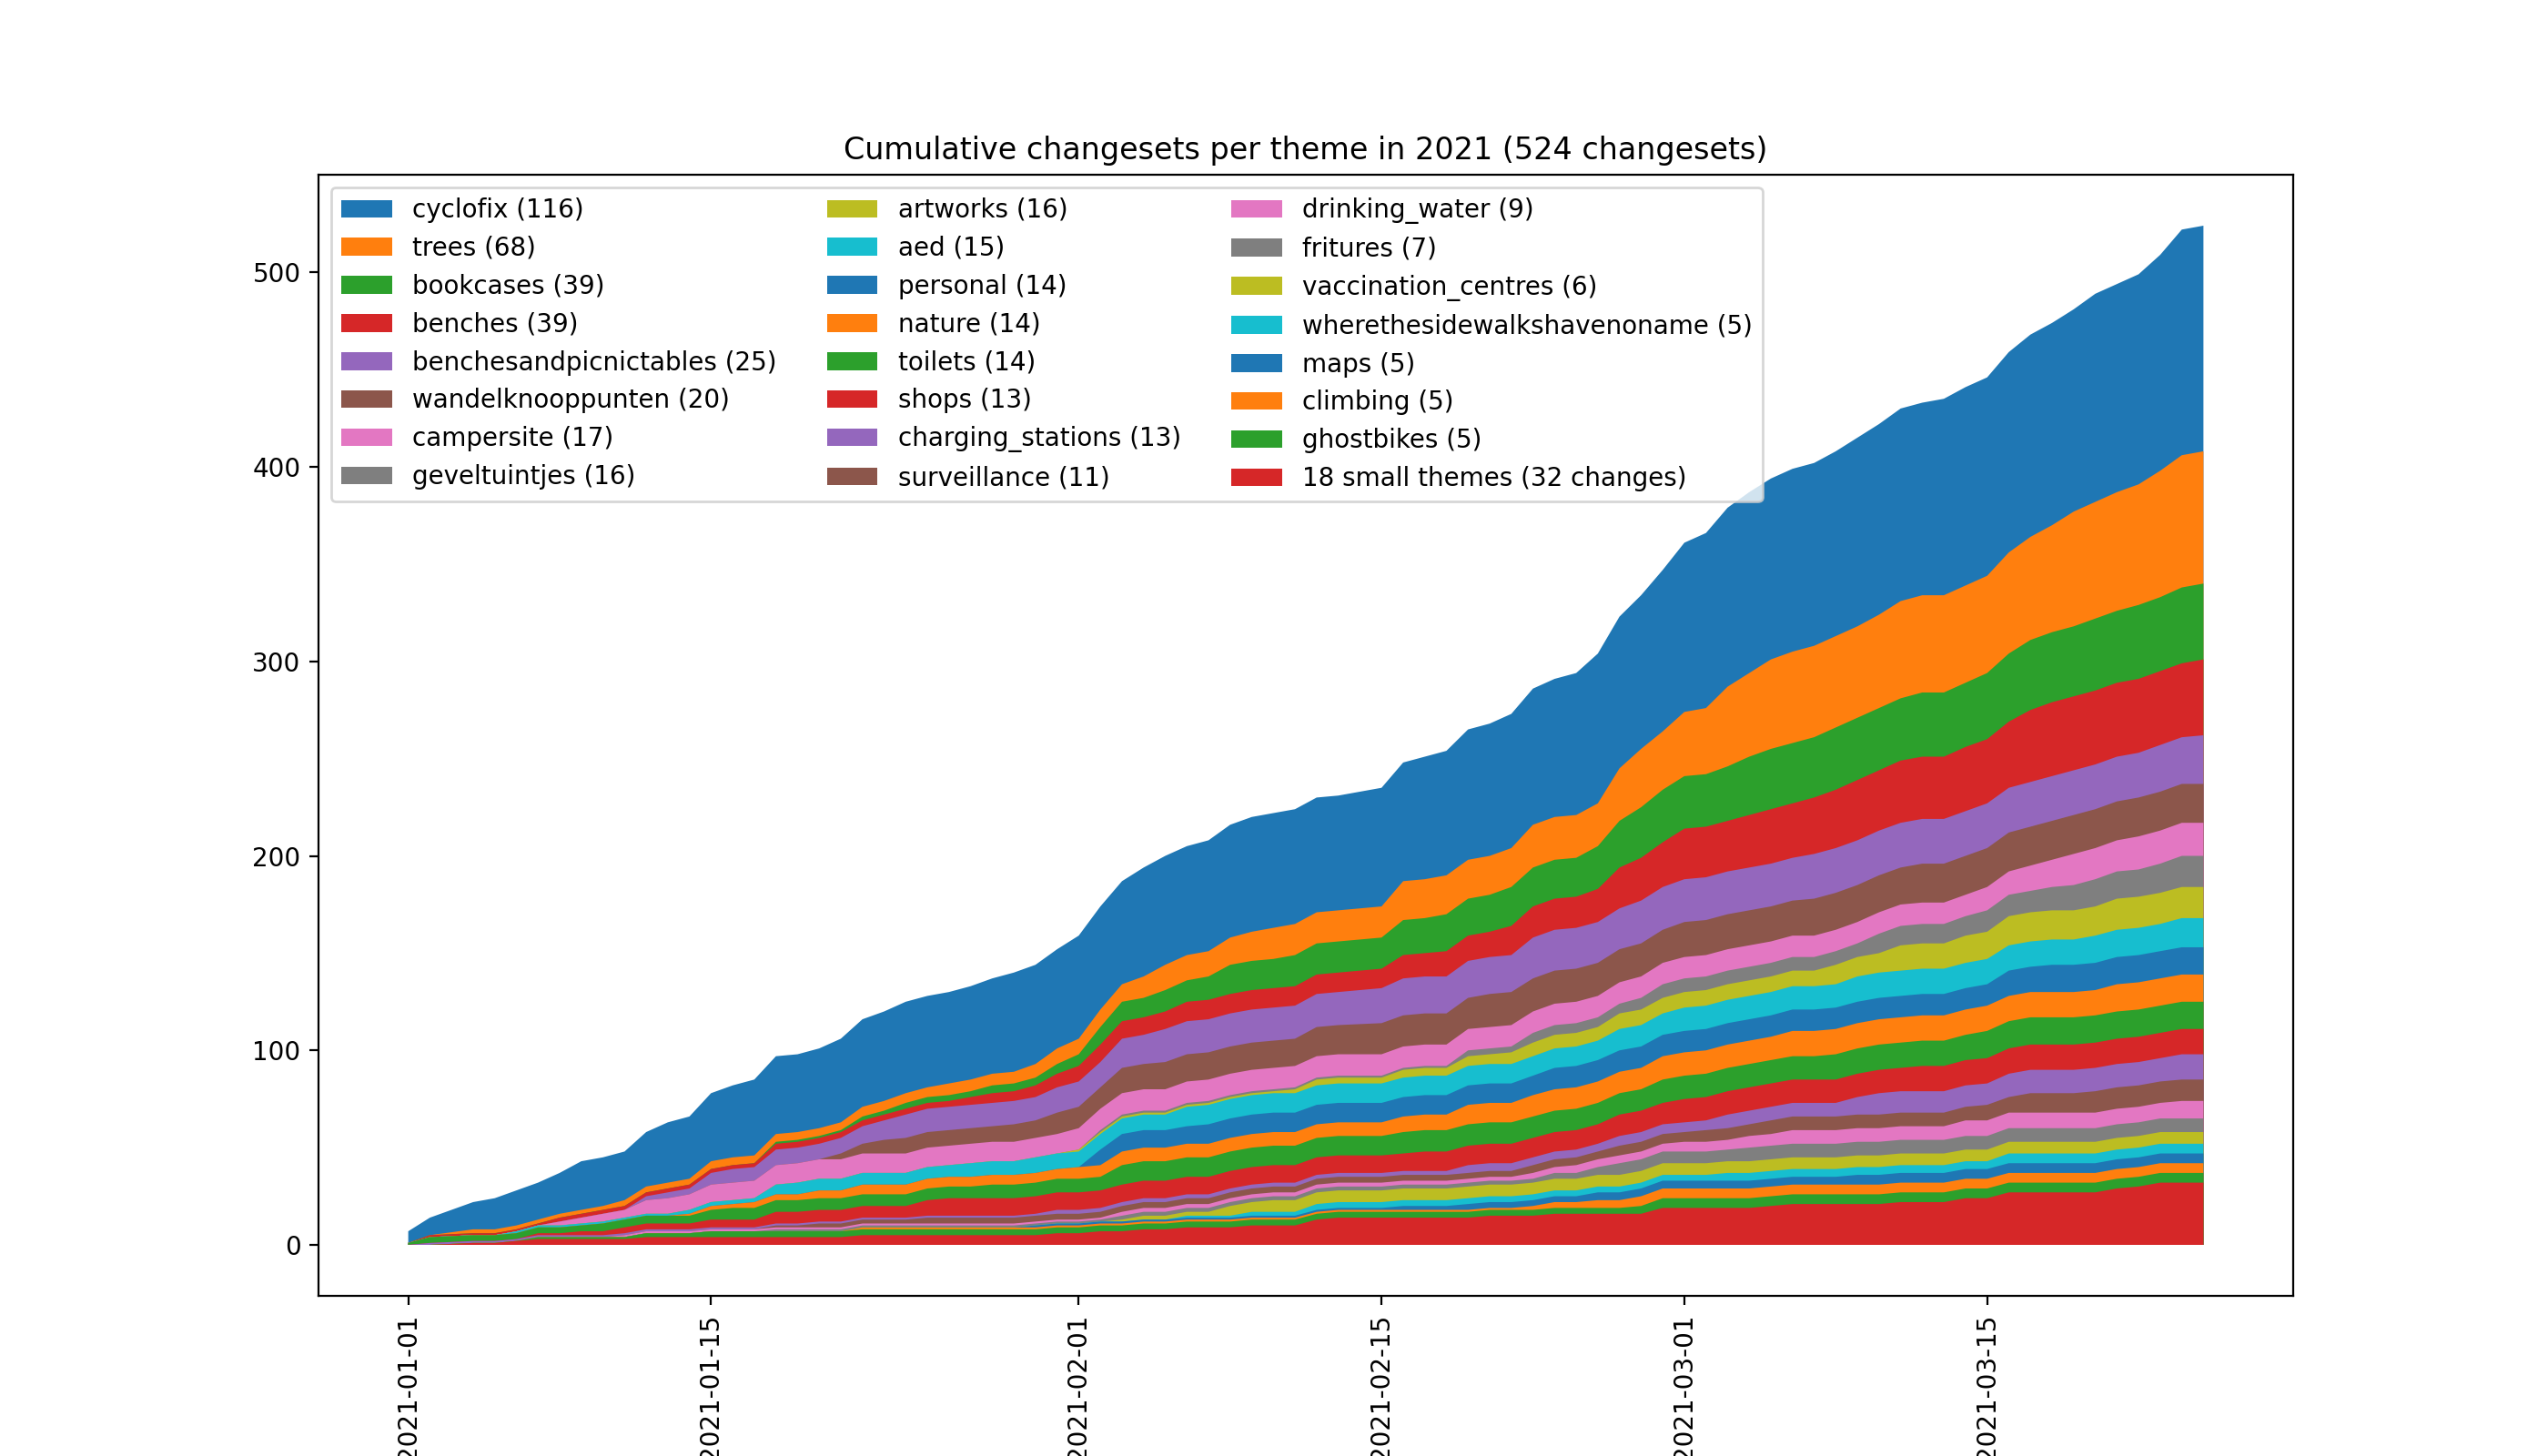 Cumulative changesets per theme in 2021 (524 changesets)
cyclofix (116)
trees (68)
bookcases (39)
benches (39)
benchesandpicnictables (25)
wandelknooppunten (20)
campersite (17)
geveltuintjes (16)
artworks (16)
aed (15)
personal (14)
nature (14)
toilets (14)
shops (13)
charging_stations (13)
surveillance (11)
drinking_water (9)
fritures (7)
vaccination_centres (6)
wherethesidewalkshavenoname (5)
maps (5)
climbing (5)
ghostbikes (5)
18 small themes (32 changes)
500
400
300
200
100
0
2021-01-01
2021-01-15
2021-02-01
2021-02-15
2021-03-01
2021-03-15